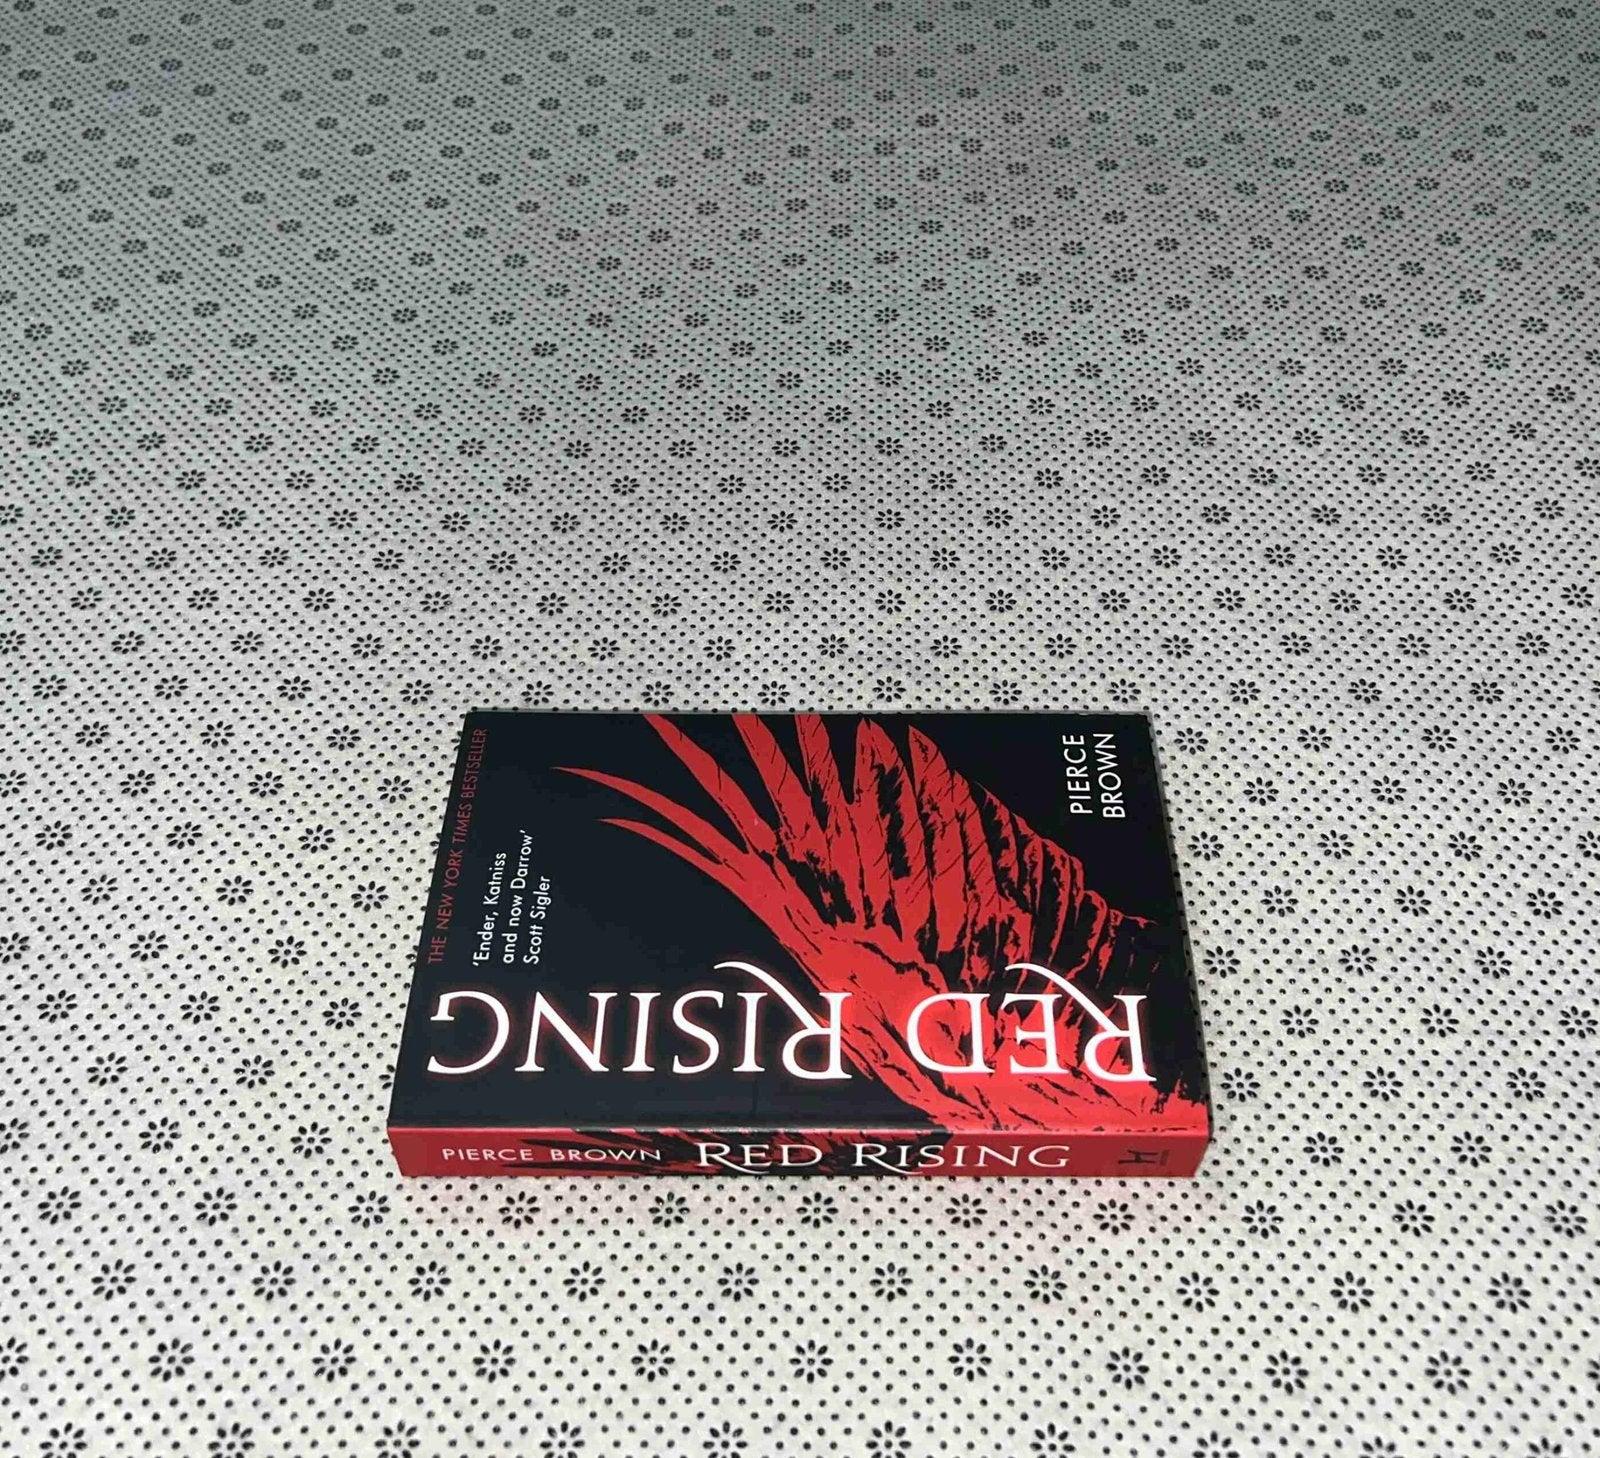 THE NEW YORK TIMES BESTSELLER
'Ender, Katniss
and now Darrow'
Scott Sigler
RED RISING
PIERCE
BROWN
PIERCE BROWN RED RISING